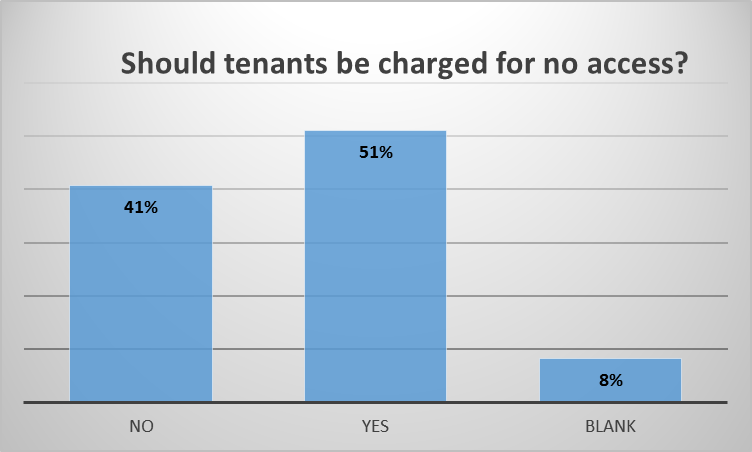 Should tenants be charged for no access?
41%
51%
8%
NO
YES
BLANK